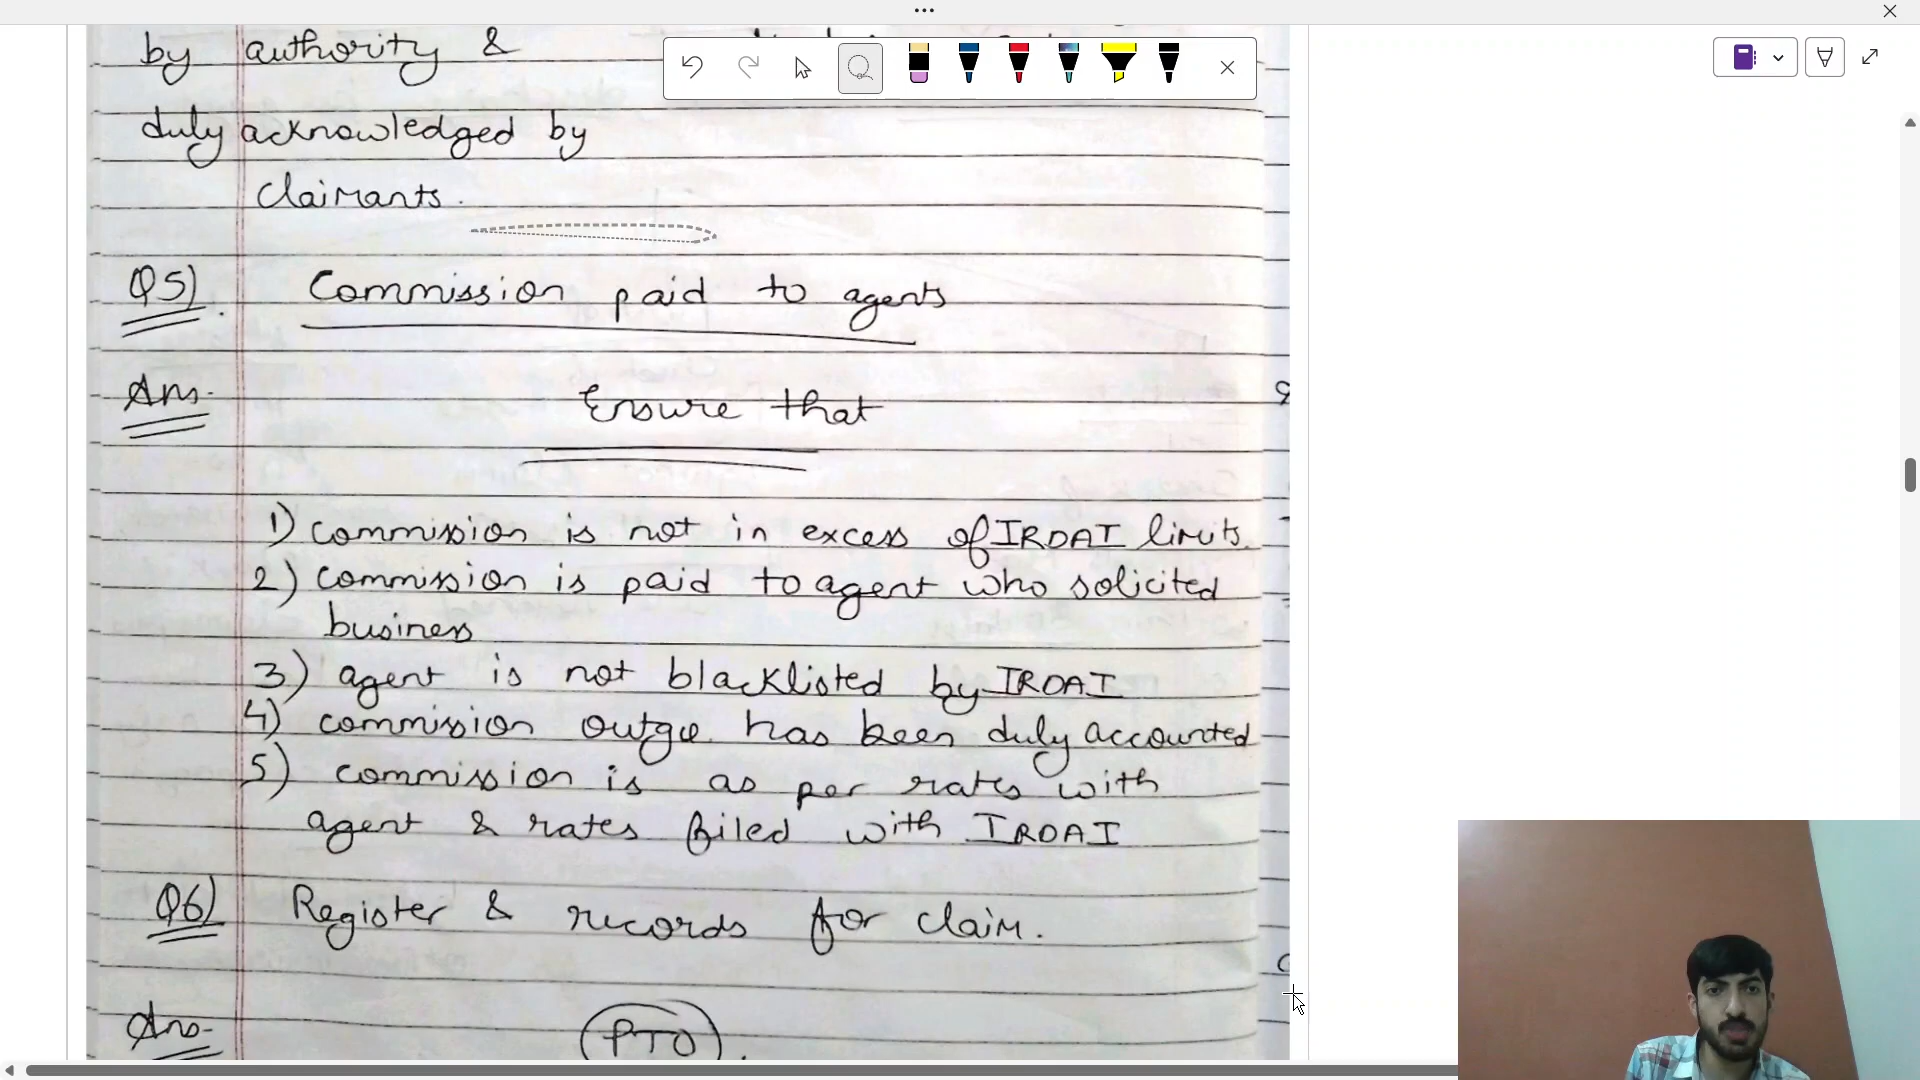 by authority &
duly acknowledged by
claimants.
Q5). Commission paid to agents
Ans. Ensure that
1) commission is not in excess of IRDAI limits.
2) commission is paid to agent who solicited
business
3) agent is not blacklisted by IRDAI
4) commission outgo has been duly accounted
5) commission is as per rates with
agent & rates filed with IRDAI
Q6) Register & records for claim.
Ans- PTO.